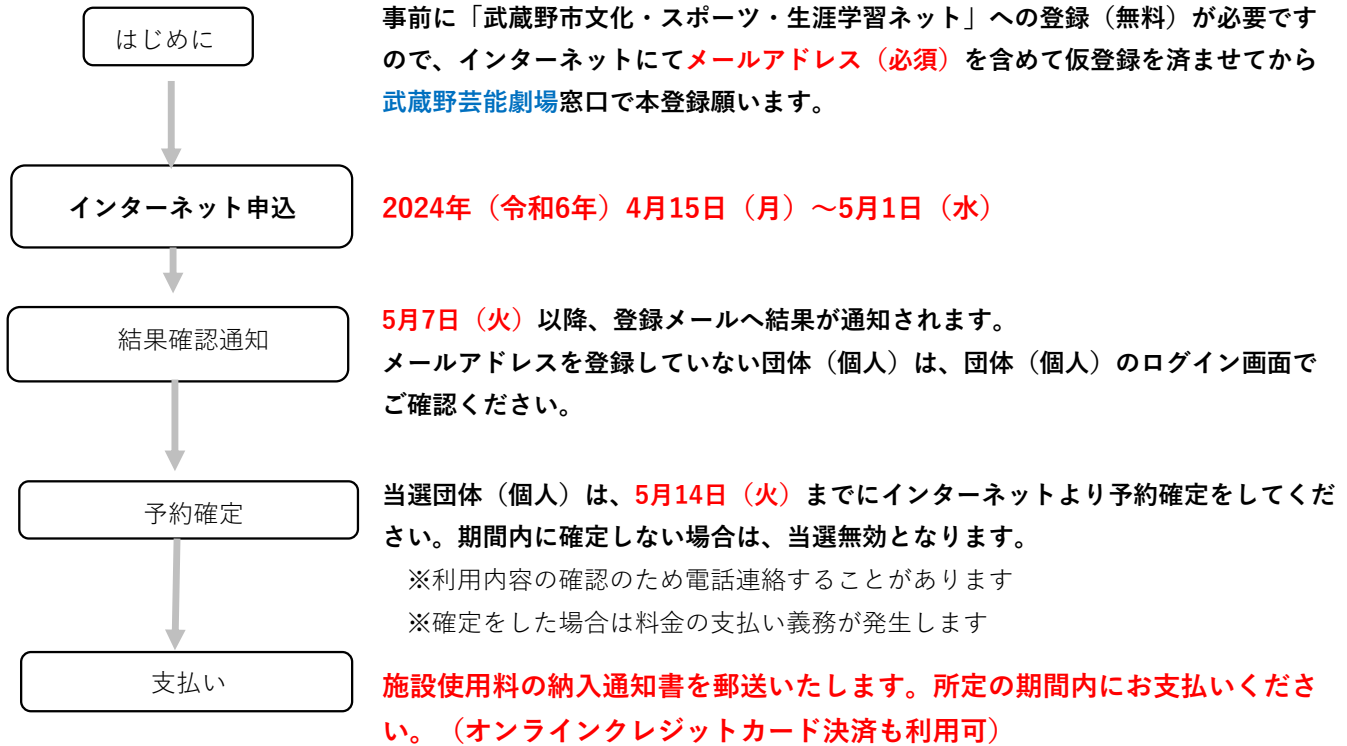 はじめに
事前に「武蔵野市文化・スポーツ・生涯学習ネット」への登録（無料）が必要です
ので、インターネットにてメールアドレス（必須）を含めて仮登録を済ませてから
武蔵野芸能劇場窓口で本登録願います。
インターネット申込
2024年（令和6年）4月15日（月）～5月1日（水）
結果確認通知
5月7日（火）以降、登録メールへ結果が通知されます。
メールアドレスを登録していない団体（個人）は、団体（個人）のログイン画面で
ご確認ください。
予約確定
当選団体（個人）は、5月14日（火）までにインターネットより予約確定をしてくだ
さい。期間内に確定しない場合は、当選無効となります。
※利用内容の確認のため電話連絡することがあります
※確定をした場合は料金の支払い義務が発生します
支払い
施設使用料の納入通知書を郵送いたします。所定の期間内にお支払いくださ
い。（オンラインクレジットカード決済も利用可）